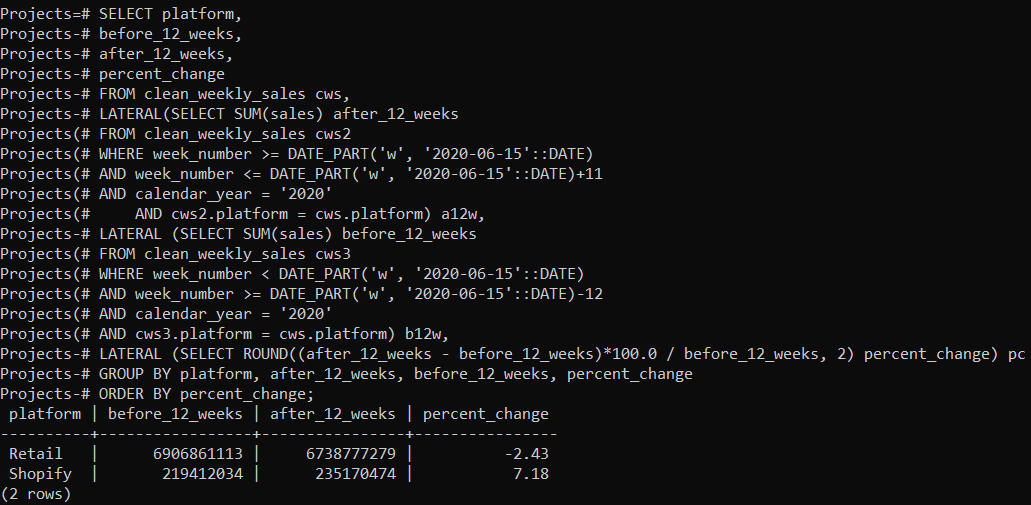 Projects=# SELECT platform,
Projects-# before_12_weeks,
Projects-# after_12_weeks,
Projects-# percent_change
Projects-# FROM clean_weekly_sales cws,
Projects-# LATERAL(SELECT SUM(sales) after_12_weeks
Projects(# FROM clean_weekly_sales cws2
Projects(# WHERE week_number >= DATE_PART('w', '2020-06-15'::DATE)
Projects(# AND week_number <= DATE_PART('w', '2020-06-15'::DATE)+11
Projects(# AND calendar_year = '2020'
Projects(#     AND cws2.platform = cws.platform) a12w,
Projects-# LATERAL (SELECT SUM(sales) before_12_weeks
Projects(# FROM clean_weekly_sales cws3
Projects(# WHERE week_number < DATE_PART('w', '2020-06-15'::DATE)
Projects(# AND week_number >= DATE_PART('w', '2020-06-15'::DATE)-12
Projects(# AND calendar_year = '2020'
Projects(# AND cws3.platform = cws.platform) b12w,
Projects-# LATERAL (SELECT ROUND((after_12_weeks - before_12_weeks)*100.0 / before_12_weeks, 2) percent_change) pc
Projects-# GROUP BY platform, after_12_weeks, before_12_weeks, percent_change
Projects-# ORDER BY percent_change;
 platform | before_12_weeks | after_12_weeks | percent_change
----------+-----------------+----------------+----------------
 Retail   |      6906861113 |     6738777279 |          -2.43
 Shopify  |       219412034 |      235170474 |           7.18
(2 rows)